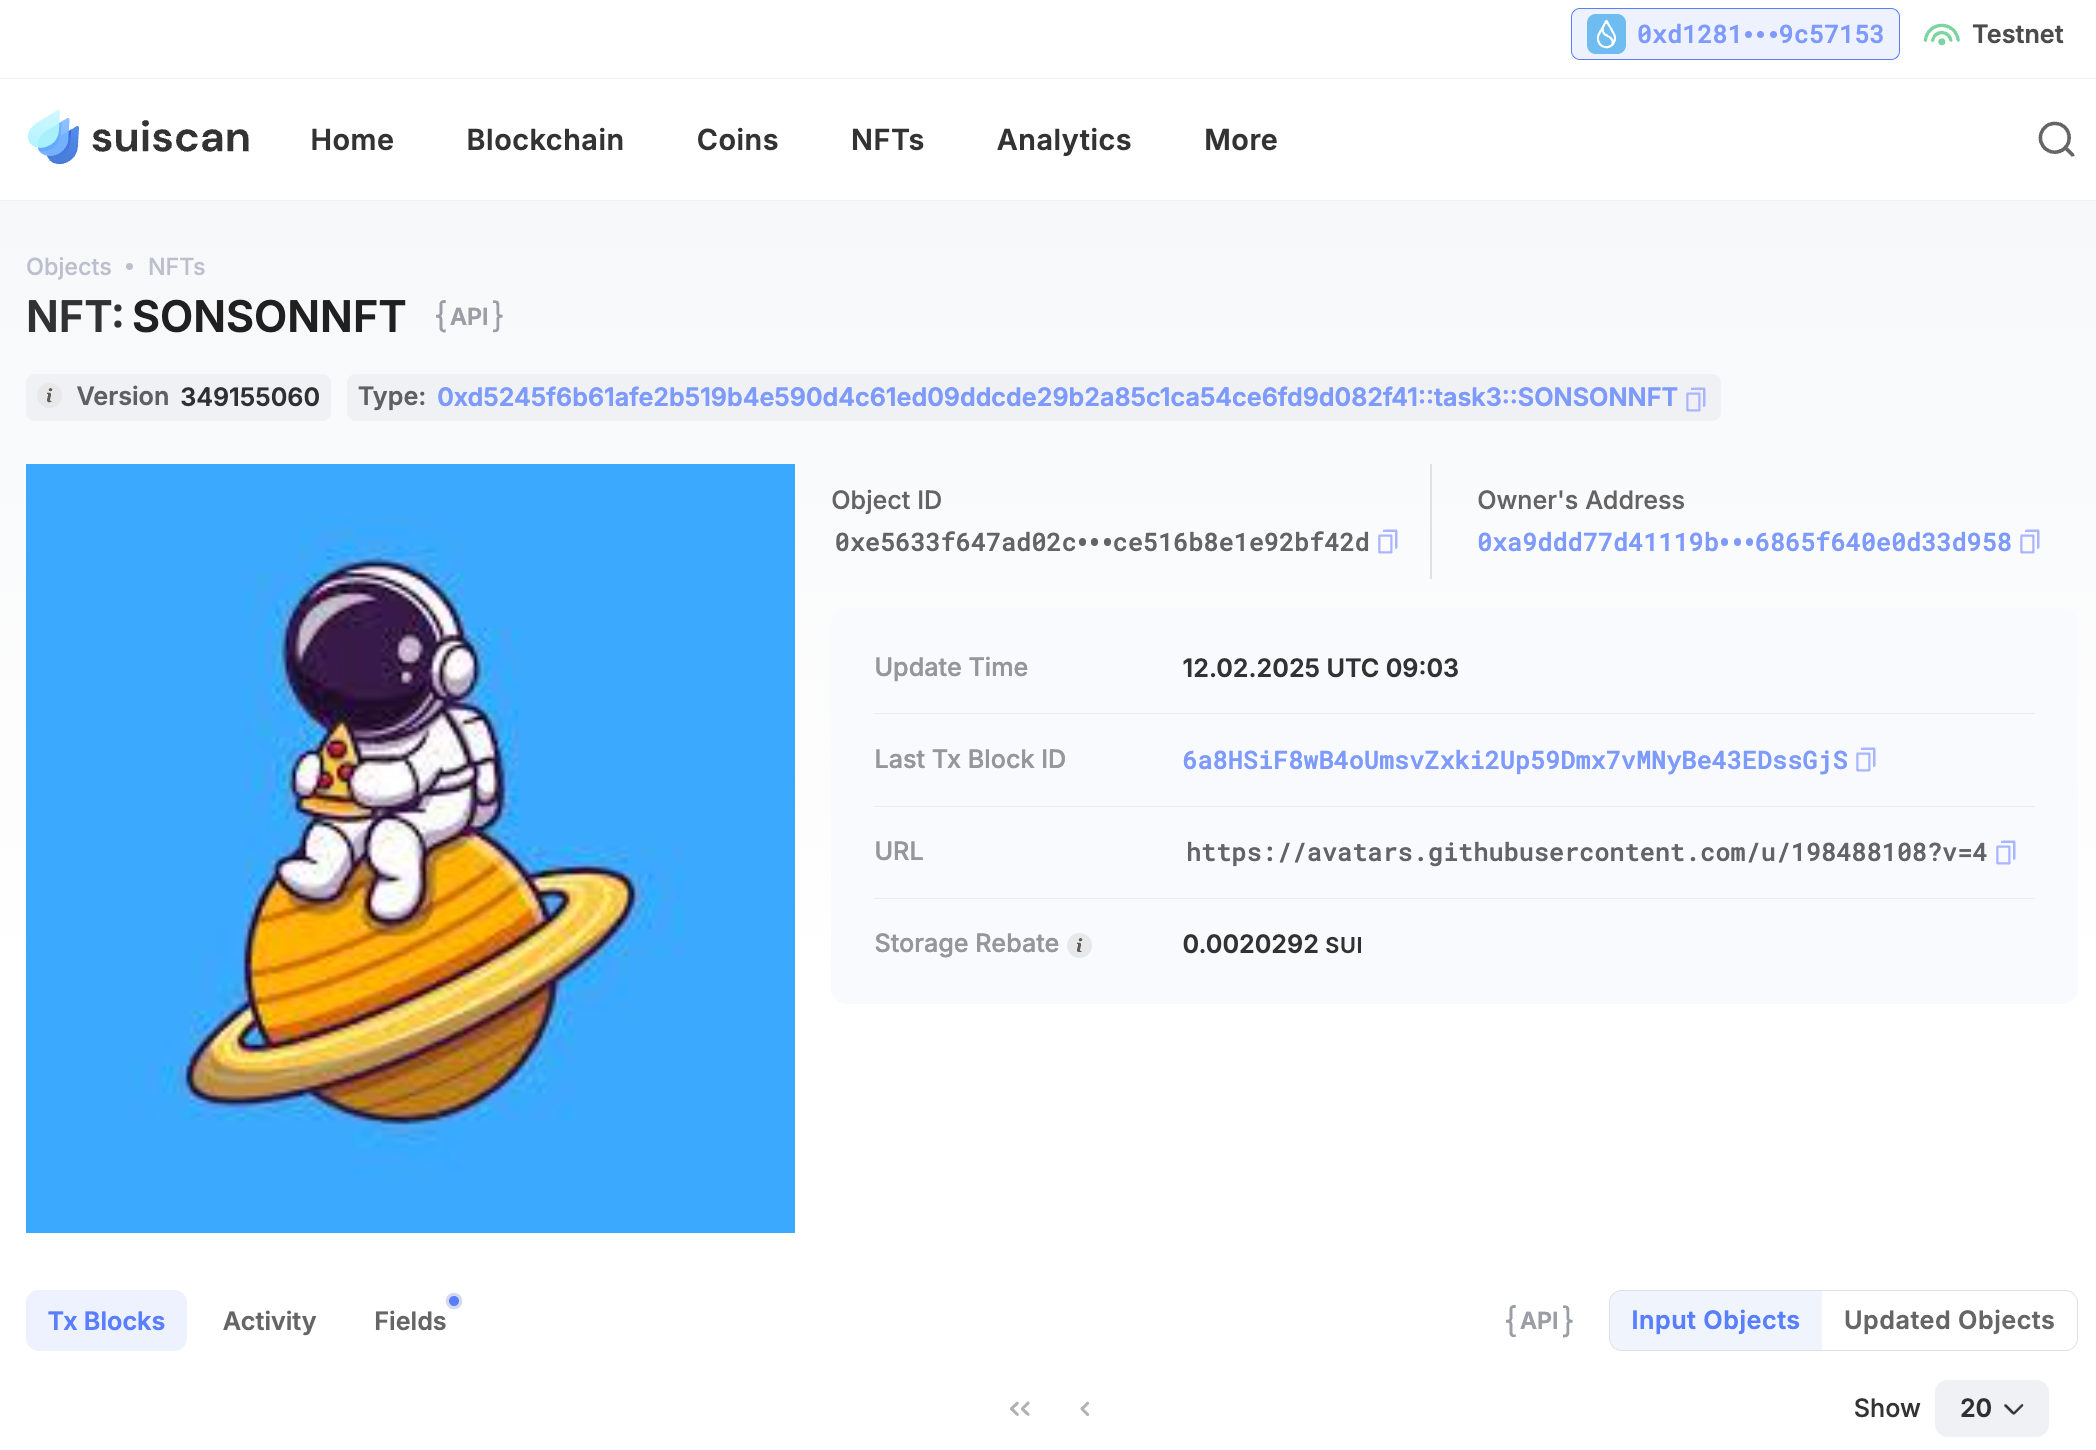 0xd1281•••9c57153 Testnet
suiscan Home Blockchain Coins NFTs Analytics More
Objects • NFTs
NFT: SONSONNFT {API}
i Version 349155060 Type: 0xd5245f6b61afe2b519b4e590d4c61ed09ddcde29b2a85c1ca54ce6fd9d082f41::task3::SONSONNFT
Object ID
0xe5633f647ad02c•••ce516b8e1e92bf42d
Owner's Address
0xa9ddd77d41119b•••6865f640e0d33d958
Update Time 12.02.2025 UTC 09:03
Last Tx Block ID 6a8HSiF8wB4oUmsvZxki2Up59Dmx7vMNyBe43EDssGjS
URL https://avatars.githubusercontent.com/u/198488108?v=4
Storage Rebate i 0.0020292 SUI
Tx Blocks Activity Fields {API} Input Objects Updated Objects
Show 20